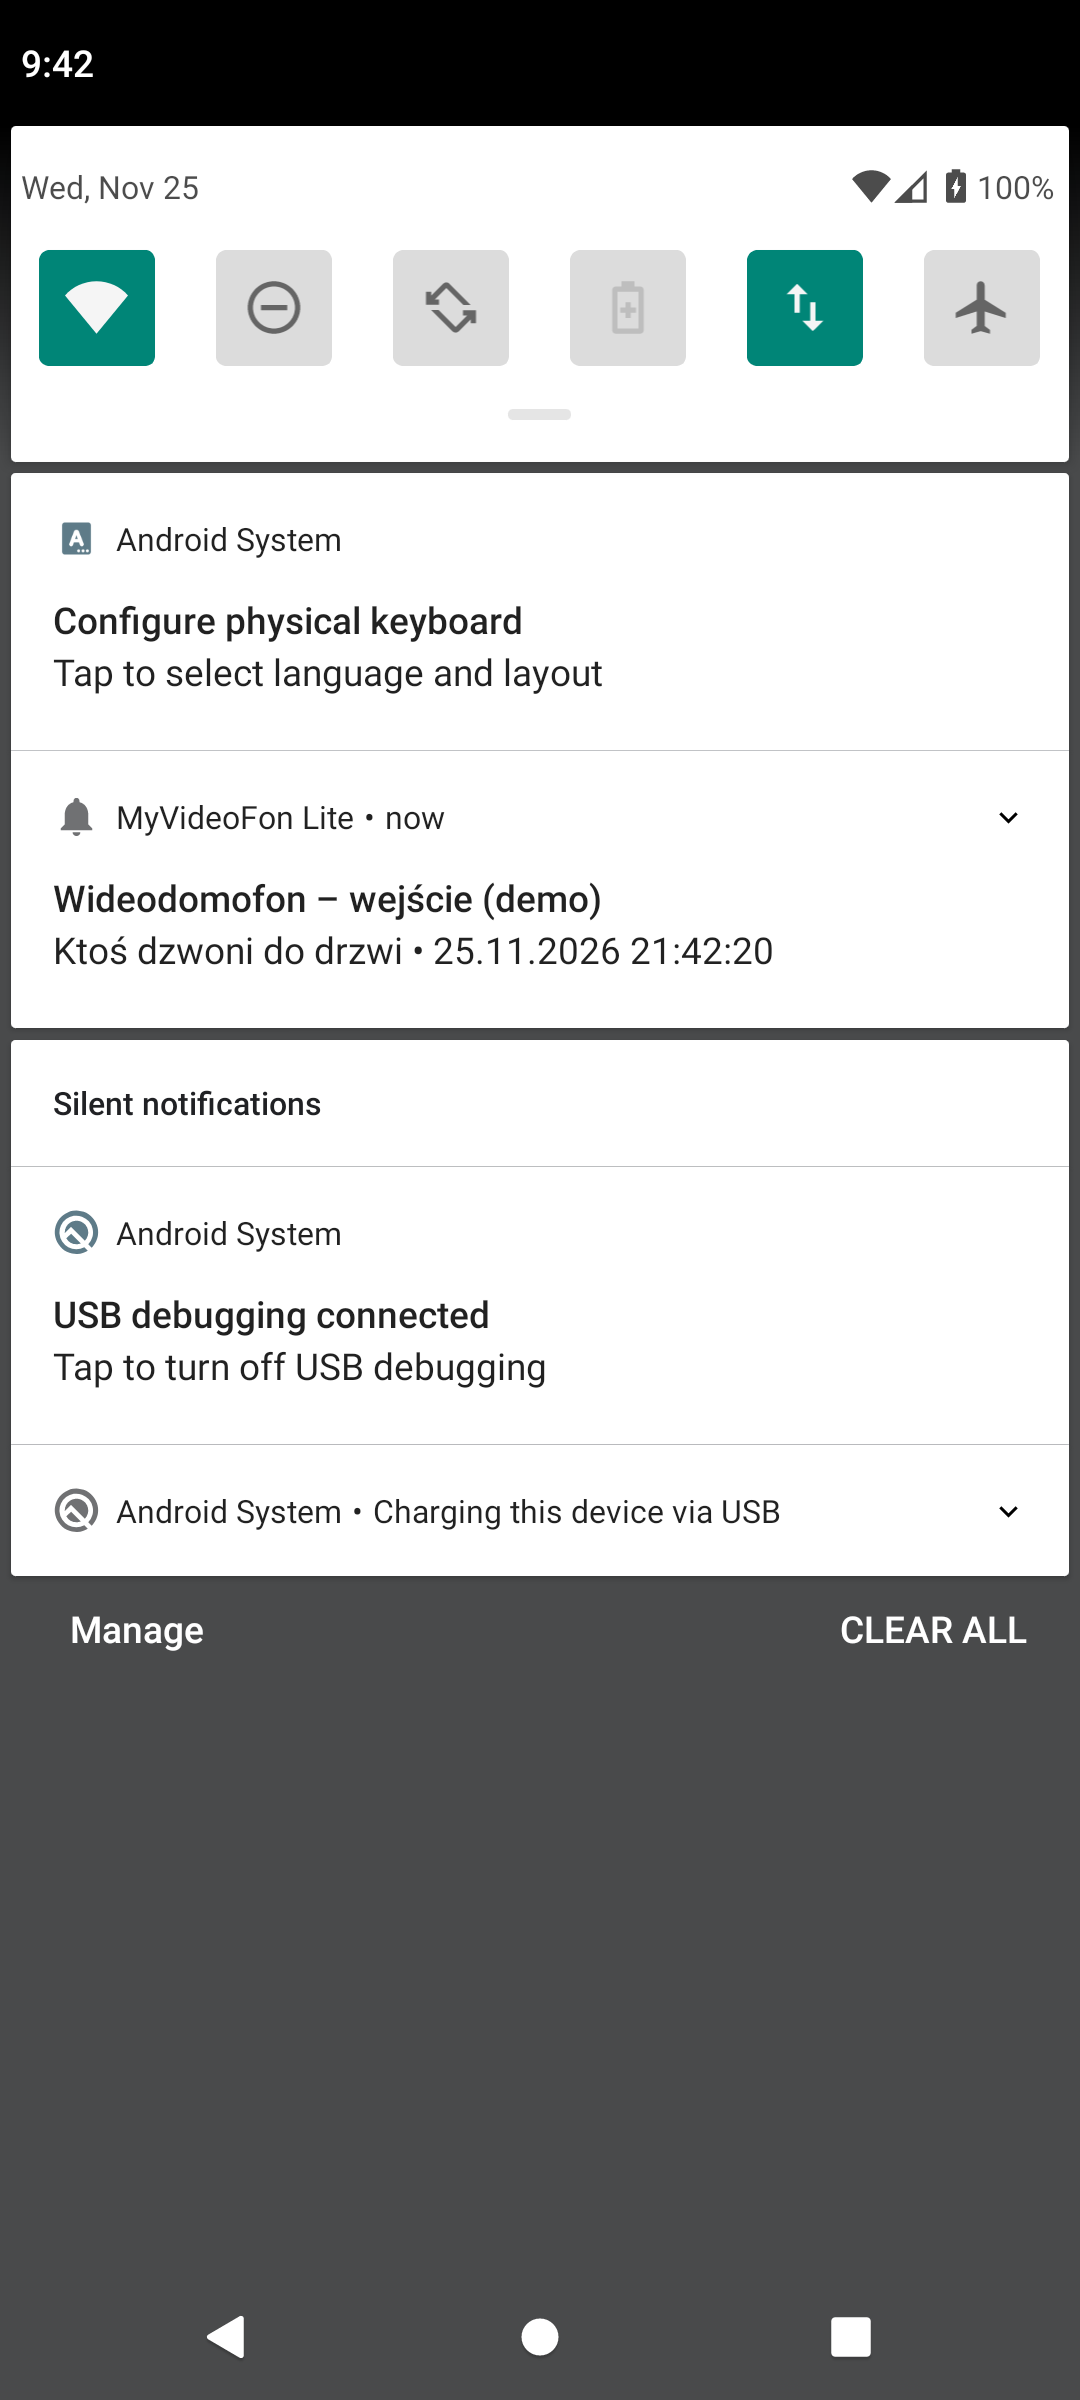 9:42
Wed, Nov 25 100%
Android System
Configure physical keyboard
Tap to select language and layout
MyVideoFon Lite • now
Wideodomofon – wejście (demo)
Ktoś dzwoni do drzwi • 25.11.2026 21:42:20
Silent notifications
Android System
USB debugging connected
Tap to turn off USB debugging
Android System • Charging this device via USB
Manage CLEAR ALL